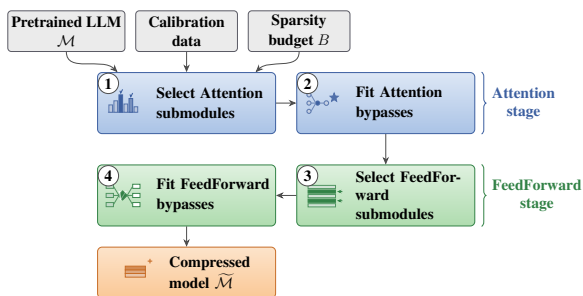 Pretrained LLM
ℳ
Calibration
data
Sparsity
budget B
1
Select Attention
submodules
2
Fit Attention
bypasses
Attention
stage
4
Fit FeedForward
bypasses
3
Select FeedFor-
ward
submodules
FeedForward
stage
Compressed
model ℳ̃